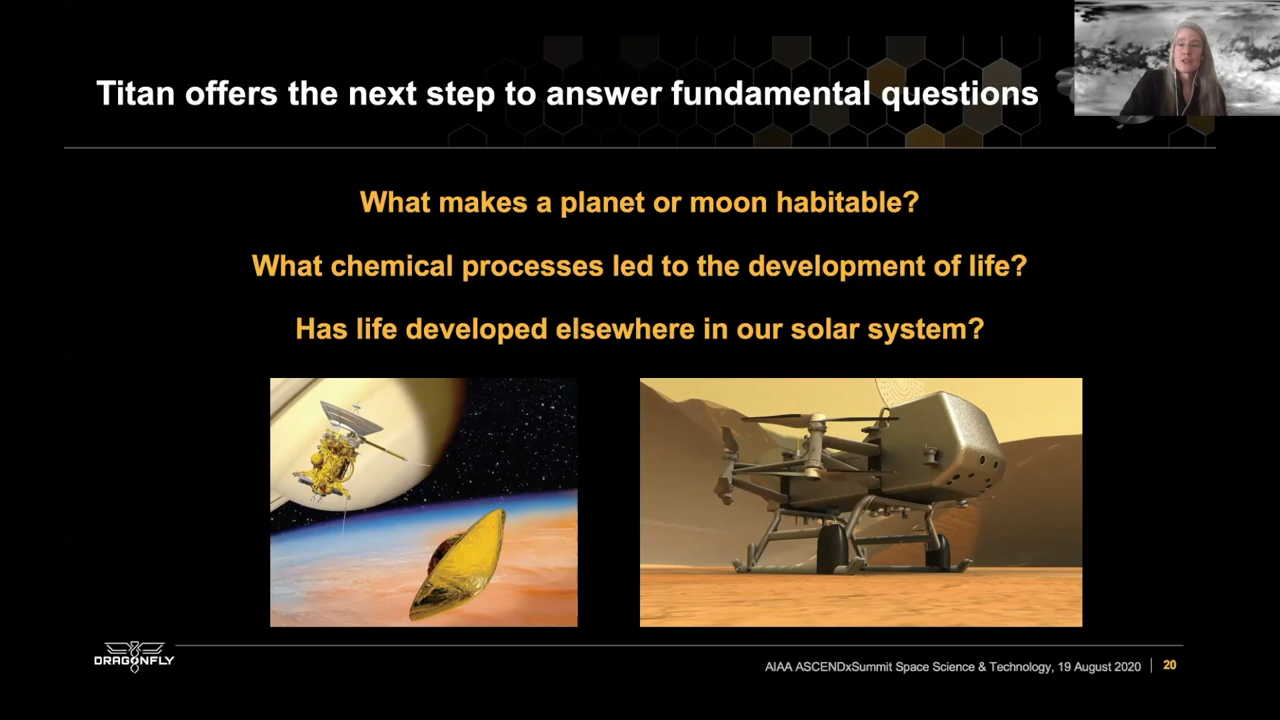 Titan offers the next step to answer fundamental questions
What makes a planet or moon habitable?
What chemical processes led to the development of life?
Has life developed elsewhere in our solar system?
DRAGONFLY
AIAA ASCENDxSummit Space Science & Technology, 19 August 2020 | 20